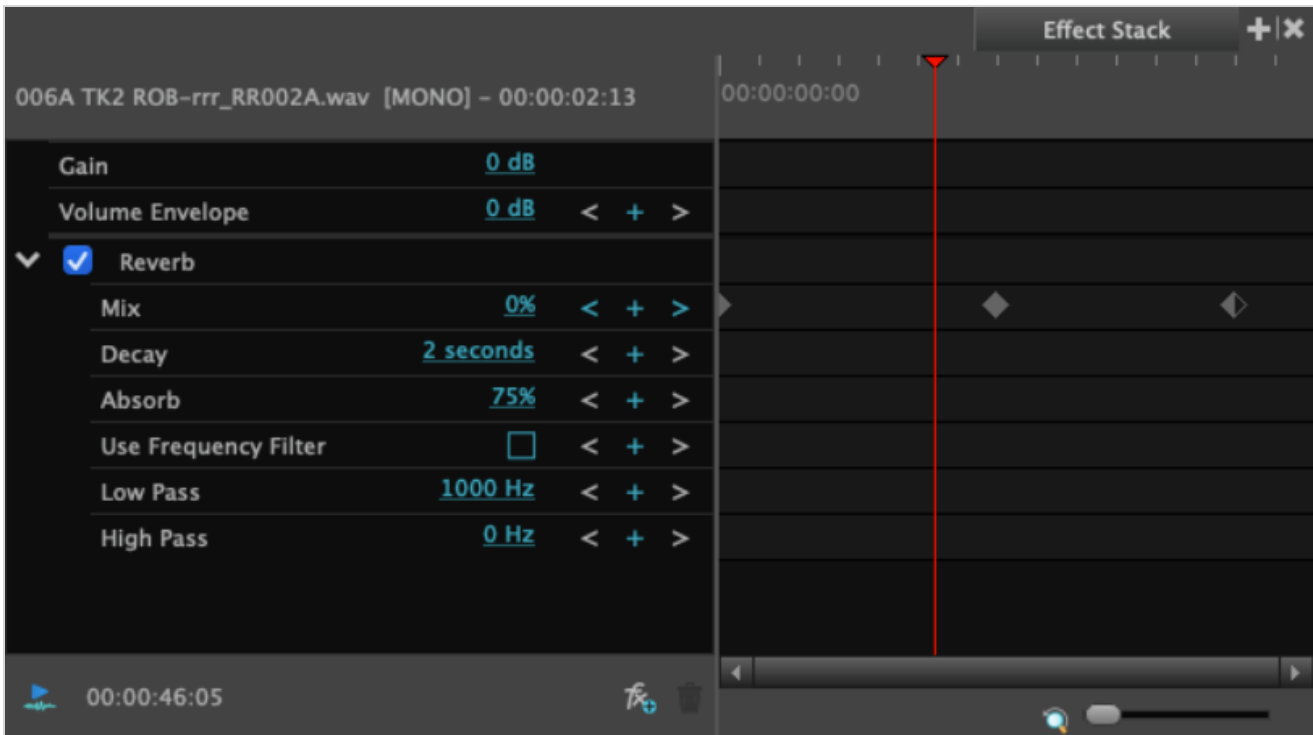 Effect Stack
006A TK2 ROB-rrr_RR002A.wav [MONO] - 00:00:02:13
00:00:00:00
Gain 0 dB
Volume Envelope 0 dB < + >
Reverb
Mix 0% < + >
Decay 2 seconds < + >
Absorb 75% < + >
Use Frequency Filter < + >
Low Pass 1000 Hz < + >
High Pass 0 Hz < + >
00:00:46:05
fx